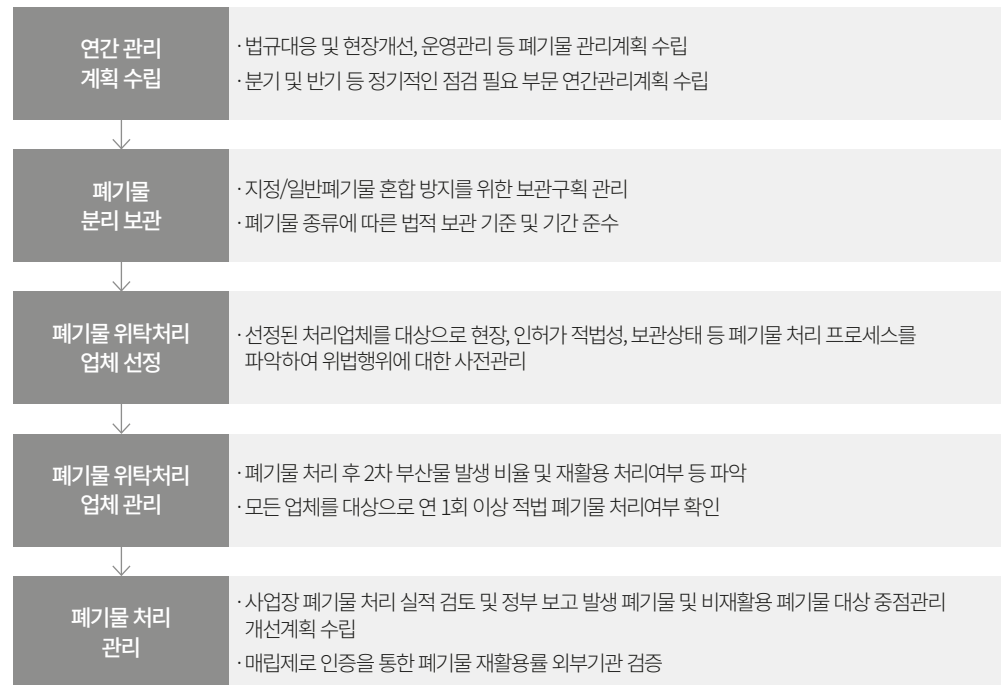 연간 관리
계획 수립
· 법규대응 및 현장개선, 운영관리 등 폐기물 관리계획 수립
· 분기 및 반기 등 정기적인 점검 필요 부문 연간관리계획 수립
폐기물
분리 보관
· 지정/일반폐기물 혼합 방지를 위한 보관구획 관리
· 폐기물 종류에 따른 법적 보관 기준 및 기간 준수
폐기물 위탁처리
업체 선정
· 선정된 처리업체를 대상으로 현장, 인허가 적법성, 보관상태 등 폐기물 처리 프로세스를
파악하여 위법행위에 대한 사전관리
폐기물 위탁처리
업체 관리
· 폐기물 처리 후 2차 부산물 발생 비율 및 재활용 처리여부 등 파악
· 모든 업체를 대상으로 연 1회 이상 적법 폐기물 처리여부 확인
폐기물 처리
관리
· 사업장 폐기물 처리 실적 검토 및 정부 보고 발생 폐기물 및 비재활용 폐기물 대상 중점관리
개선계획 수립
· 매립제로 인증을 통한 폐기물 재활용률 외부기관 검증